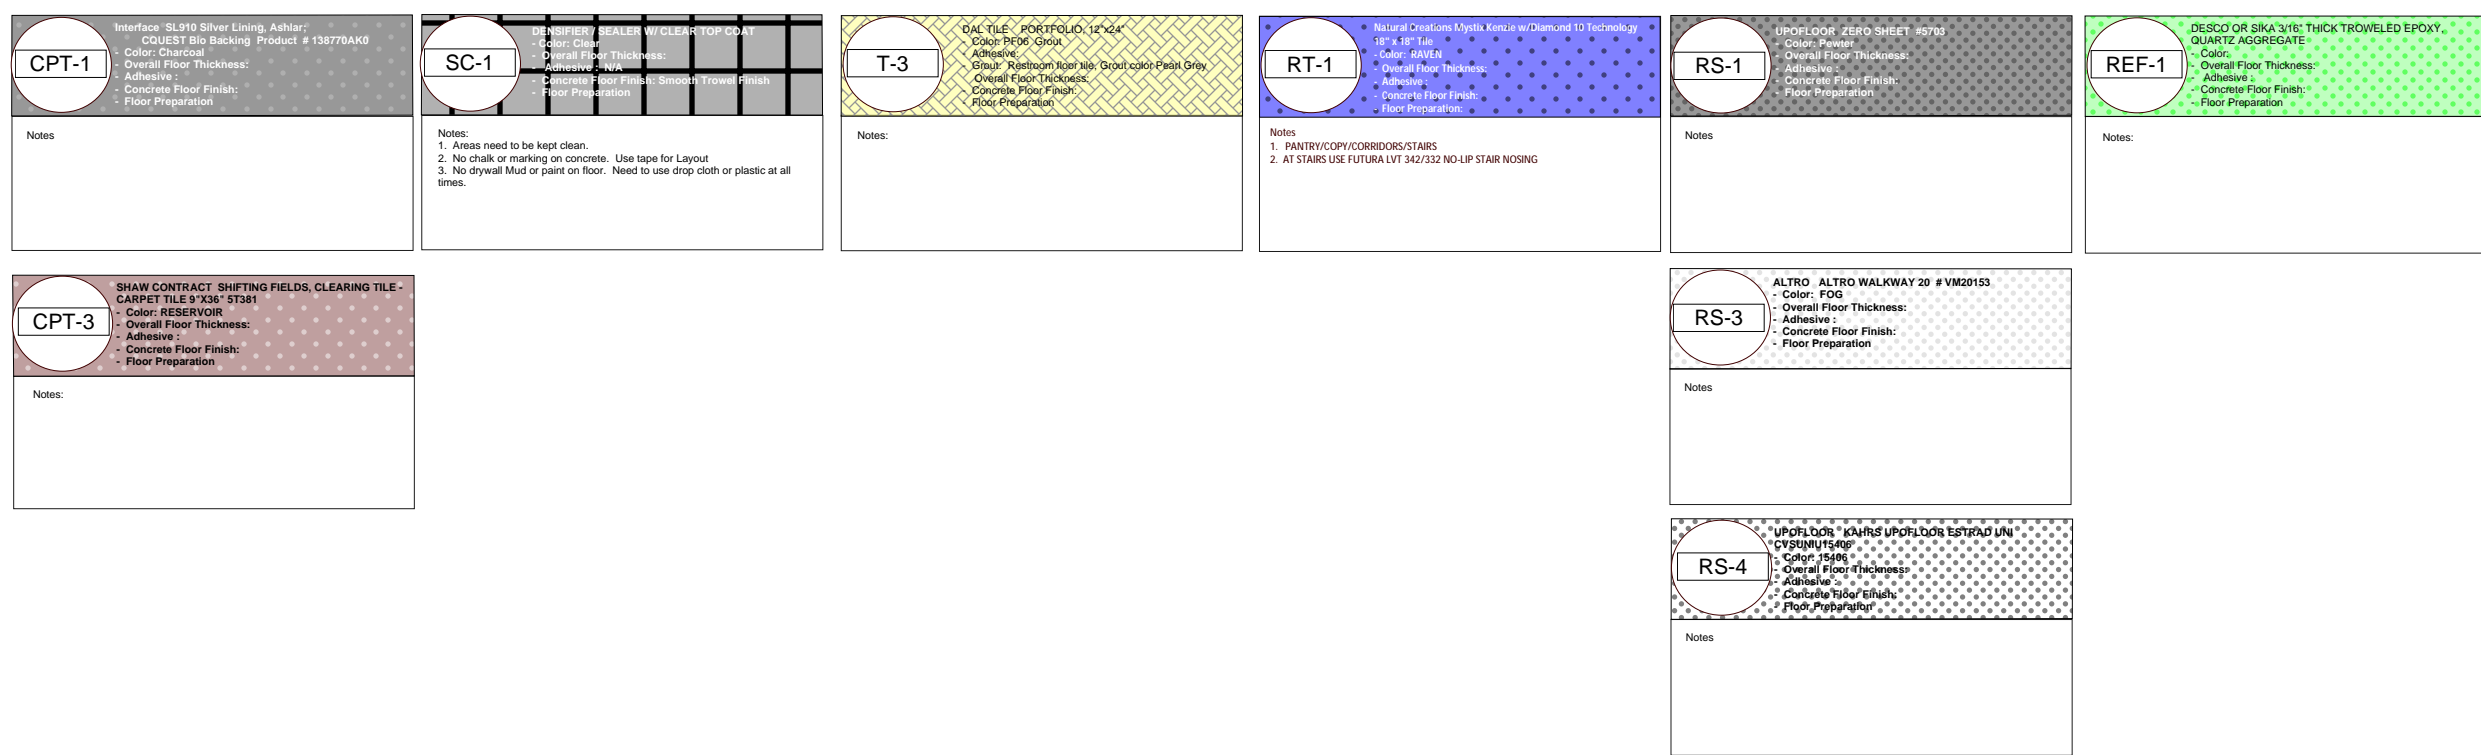 CPT-1
Interface  SL910 Silver Lining, Ashlar;
CQUEST Bio Backing  Product  # 138770AK0
-  Color: Charcoal
-  Overall Floor Thickness:
-  Adhesive :
-  Concrete Floor Finish:
-  Floor Preparation
Notes
SC-1
DENSIFIER / SEALER W/ CLEAR TOP COAT
- Color: Clear
-  Overall Floor Thickness:
-  Adhesive :  N/A
-  Concrete Floor Finish: Smooth Trowel Finish
-  Floor Preparation
Notes:
1.  Areas need to be kept clean.
2.  No chalk or marking on concrete.  Use tape for Layout
3.  No drywall Mud or paint on floor.  Need to use drop cloth or plastic at all
times.
T-3
DAL TILE    PORTFOLIO, 12"x24"
-  Color: PF06  Grout
-  Adhesive:
-  Grout:  Restroom floor tile, Grout color Pearl Grey
Overall Floor Thickness:
-  Concrete Floor Finish:
-  Floor Preparation
Notes:
RT-1
Natural Creations Mystix Kenzie w/Diamond 10 Technology
18" x 18" Tile
- Color:  RAVEN
-  Overall Floor Thickness:
-  Adhesive :
-  Concrete Floor Finish:
-  Floor Preparation:
Notes
1.  PANTRY/COPY/CORRIDORS/STAIRS
2.  AT STAIRS USE FUTURA LVT 342/332 NO-LIP STAIR NOSING
RS-1
UPOFLOOR  ZERO SHEET  #5703
-  Color: Pewter
-  Overall Floor Thickness:
-  Adhesive :
-  Concrete Floor Finish:
-  Floor Preparation
Notes
REF-1
DESCO OR SIKA 3/16" THICK TROWELED EPOXY,
QUARTZ AGGREGATE
-  Color:
-  Overall Floor Thickness:
-   Adhesive :
-  Concrete Floor Finish:
-  Floor Preparation
Notes:
CPT-3
SHAW CONTRACT  SHIFTING FIELDS, CLEARING TILE -
CARPET TILE 9"X36" 5T381
-  Color: RESERVOIR
-  Overall Floor Thickness:
-  Adhesive :
-  Concrete Floor Finish:
-  Floor Preparation
Notes:
RS-3
ALTRO   ALTRO WALKWAY 20  # VM20153
-  Color:  FOG
-  Overall Floor Thickness:
-  Adhesive :
-  Concrete Floor Finish:
-  Floor Preparation
Notes
RS-4
UPOFLOOR   KAHRS UPOFLOOR ESTRAD UNI
CVSUNIU15406
-  Color: 15406
-  Overall Floor Thickness:
-  Adhesive :
-  Concrete Floor Finish:
-  Floor Preparation
Notes